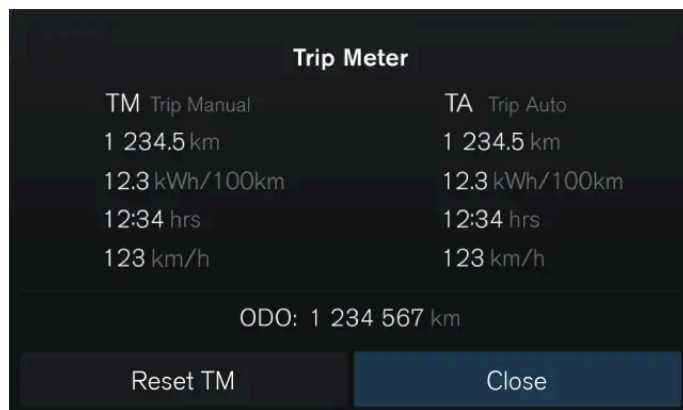 Trip Meter
TM Trip Manual
1 234.5 km
12.3 kWh/100km
12:34 hrs
123 km/h
TA Trip Auto
1 234.5 km
12.3 kWh/100km
12:34 hrs
123 km/h
ODO: 1 234 567 km
Reset TM
Close